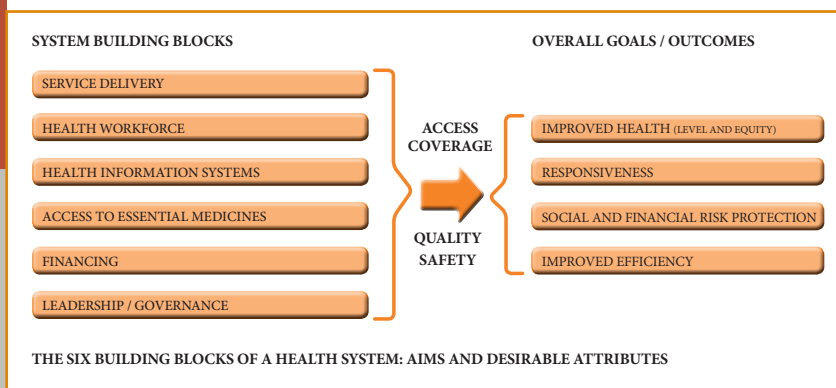 SYSTEM BUILDING BLOCKS
SERVICE DELIVERY
HEALTH WORKFORCE
HEALTH INFORMATION SYSTEMS
ACCESS TO ESSENTIAL MEDICINES
FINANCING
LEADERSHIP / GOVERNANCE
ACCESS
COVERAGE
QUALITY
SAFETY
OVERALL GOALS / OUTCOMES
IMPROVED HEALTH (LEVEL AND EQUITY)
RESPONSIVENESS
SOCIAL AND FINANCIAL RISK PROTECTION
IMPROVED EFFICIENCY
THE SIX BUILDING BLOCKS OF A HEALTH SYSTEM: AIMS AND DESIRABLE ATTRIBUTES